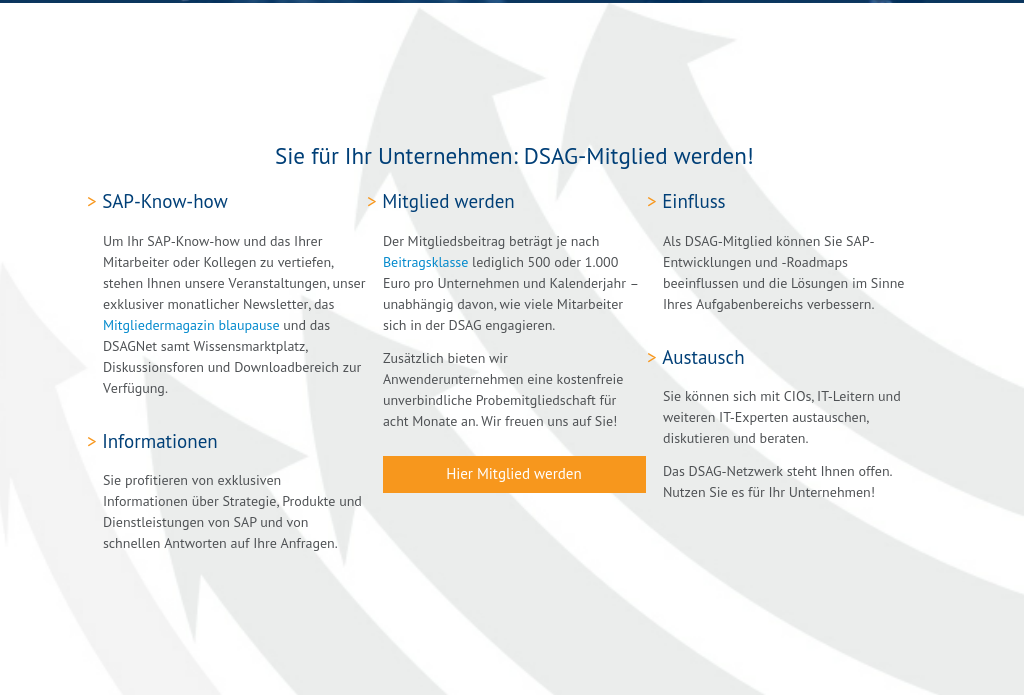 Sie für Ihr Unternehmen: DSAG-Mitglied werden!
> SAP-Know-how
Um Ihr SAP-Know-how und das Ihrer
Mitarbeiter oder Kollegen zu vertiefen,
stehen Ihnen unsere Veranstaltungen, unser
exklusiver monatlicher Newsletter, das
Mitgliedermagazin blaupause und das
DSAGNet samt Wissensmarktplatz,
Diskussionsforen und Downloadbereich zur
Verfügung.
> Informationen
Sie profitieren von exklusiven
Informationen über Strategie, Produkte und
Dienstleistungen von SAP und von
schnellen Antworten auf Ihre Anfragen.
> Mitglied werden
Der Mitgliedsbeitrag beträgt je nach
Beitragsklasse lediglich 500 oder 1.000
Euro pro Unternehmen und Kalenderjahr –
unabhängig davon, wie viele Mitarbeiter
sich in der DSAG engagieren.
Zusätzlich bieten wir
Anwenderunternehmen eine kostenfreie
unverbindliche Probemitgliedschaft für
acht Monate an. Wir freuen uns auf Sie!
Hier Mitglied werden
> Einfluss
Als DSAG-Mitglied können Sie SAP-
Entwicklungen und -Roadmaps
beeinflussen und die Lösungen im Sinne
Ihres Aufgabenbereichs verbessern.
> Austausch
Sie können sich mit CIOs, IT-Leitern und
weiteren IT-Experten austauschen,
diskutieren und beraten.
Das DSAG-Netzwerk steht Ihnen offen.
Nutzen Sie es für Ihr Unternehmen!